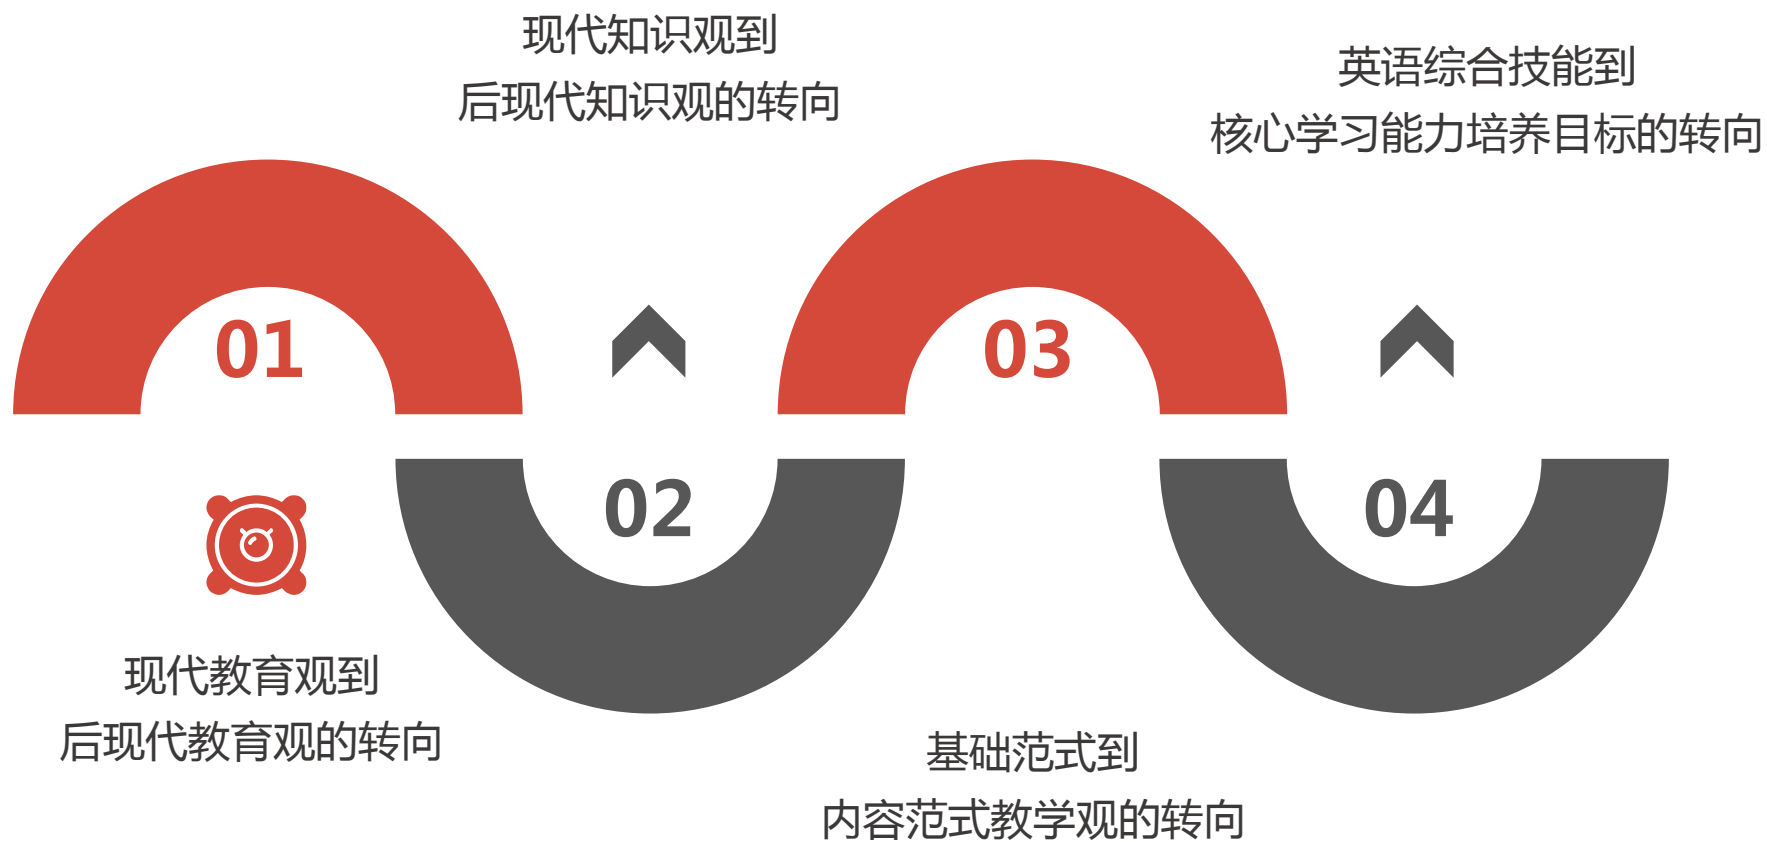 01
现代教育观到
后现代教育观的转向
现代知识观到
后现代知识观的转向
02
03
基础范式到
内容范式教学观的转向
英语综合技能到
核心学习能力培养目标的转向
04